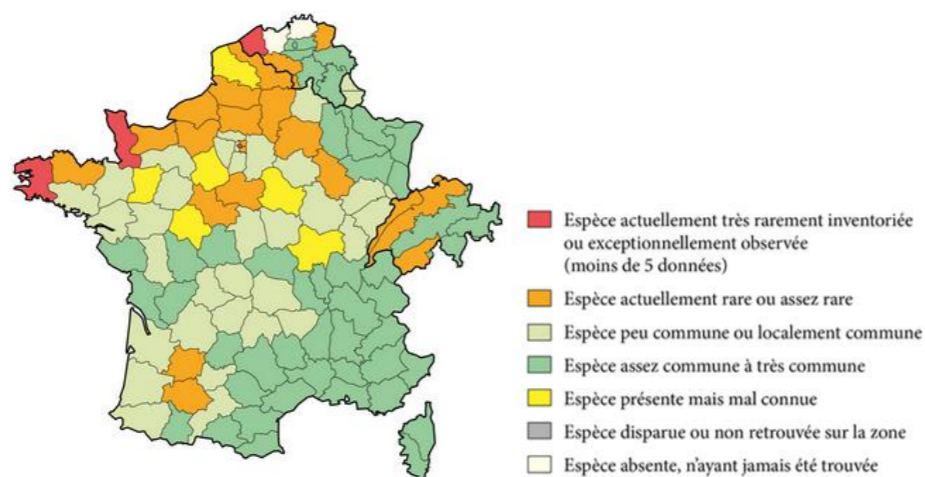 Espèce actuellement très rarement inventoriée
ou exceptionnellement observée
(moins de 5 données)
Espèce actuellement rare ou assez rare
Espèce peu commune ou localement commune
Espèce assez commune à très commune
Espèce présente mais mal connue
Espèce disparue ou non retrouvée sur la zone
Espèce absente, n'ayant jamais été trouvée